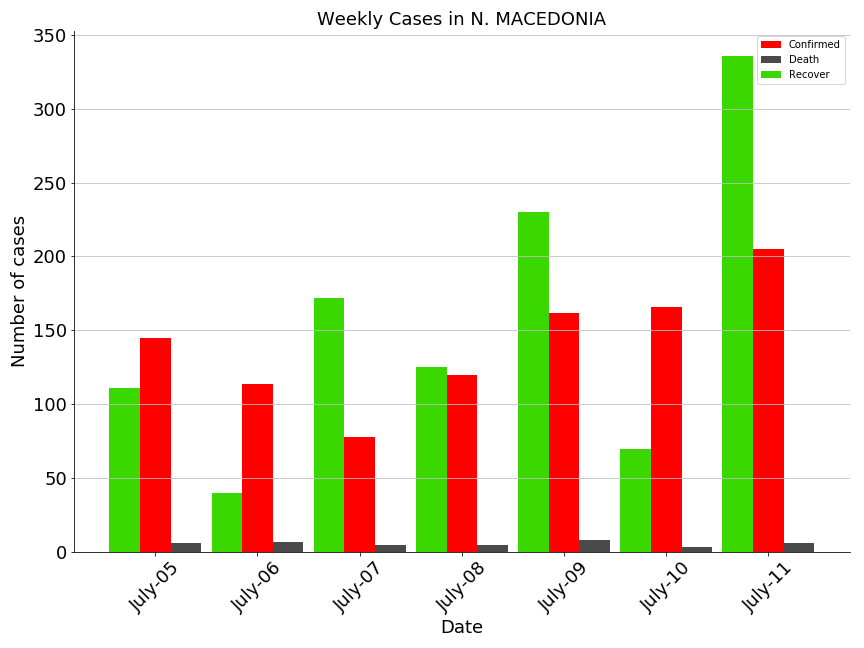 Weekly Cases in N. MACEDONIA
Confirmed
Death
Recover
Number of cases
350
300
250
200
150
100
50
0
July-05
July-06
July-07
July-08
July-09
July-10
July-11
Date